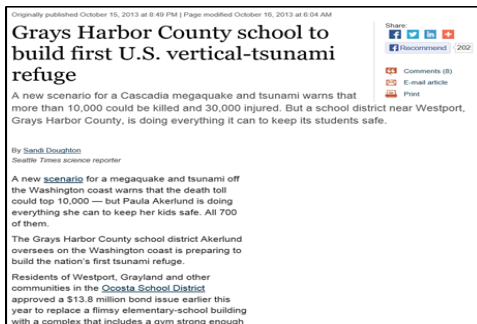 Originally published October 15, 2013 at 8:49 PM | Page modified October 16, 2013 at 6:04 AM
Grays Harbor County school to
build first U.S. vertical-tsunami
refuge
Share:
Recommend 202
Comments (8)
E-mail article
Print
A new scenario for a Cascadia megaquake and tsunami warns that
more than 10,000 could be killed and 30,000 injured. But a school district near Westport,
Grays Harbor County, is doing everything it can to keep its students safe.
By Sandi Doughton
Seattle Times science reporter
A new scenario for a megaquake and tsunami off
the Washington coast warns that the death toll
could top 10,000 — but Paula Akerlund is doing
everything she can to keep her kids safe. All 700
of them.
The Grays Harbor County school district Akerlund
oversees on the Washington coast is preparing to
build the nation's first tsunami refuge.
Residents of Westport, Grayland and other
communities in the Ocosta School District
approved a $13.8 million bond issue earlier this
year to replace a flimsy elementary-school building
with a complex that includes a gym strong enough